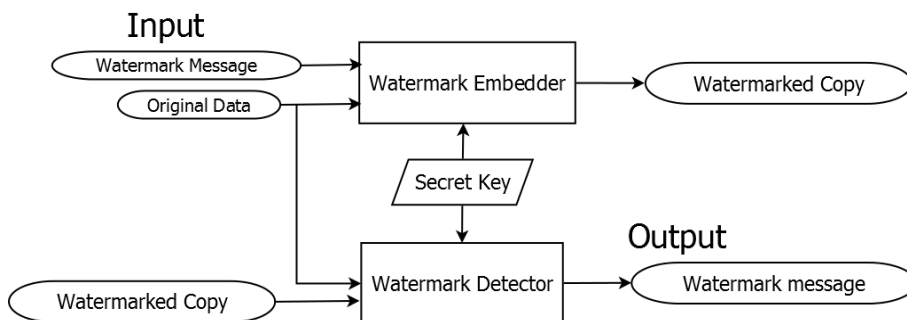 Input
Watermark Message
Watermark Embedder
Watermarked Copy
Original Data
Secret Key
Output
Watermark Detector
Watermark message
Watermarked Copy